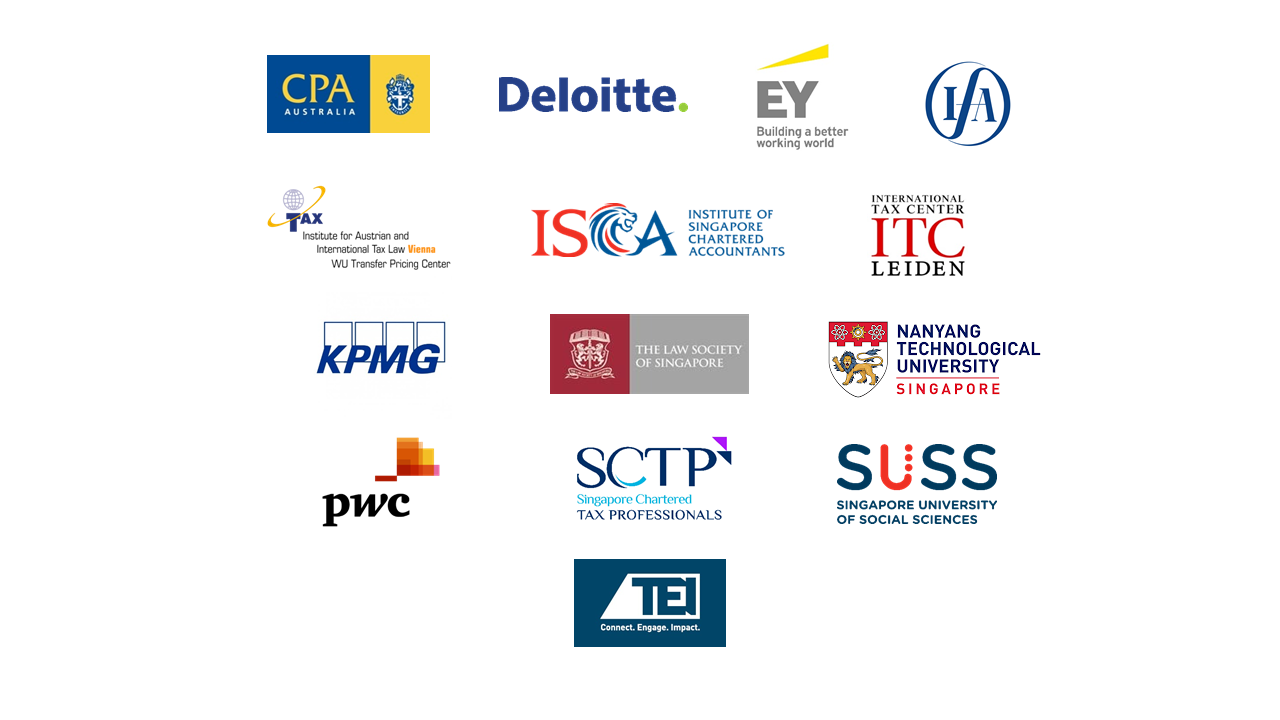 CPA
AUSTRALIA
Deloitte.
EY
Building a better
working world
IFA
TAX
Institute for Austrian and
International Tax Law Vienna
WU Transfer Pricing Center
ISCA
INSTITUTE OF
SINGAPORE
CHARTERED
ACCOUNTANTS
INTERNATIONAL
TAX CENTER
ITC
LEIDEN
KPMG
THE LAW SOCIETY
OF SINGAPORE
NANYANG
TECHNOLOGICAL
UNIVERSITY
SINGAPORE
pwc
SCTP
Singapore Chartered
TAX PROFESSIONALS
SUSS
SINGAPORE UNIVERSITY
OF SOCIAL SCIENCES
TEI
Connect. Engage. Impact.